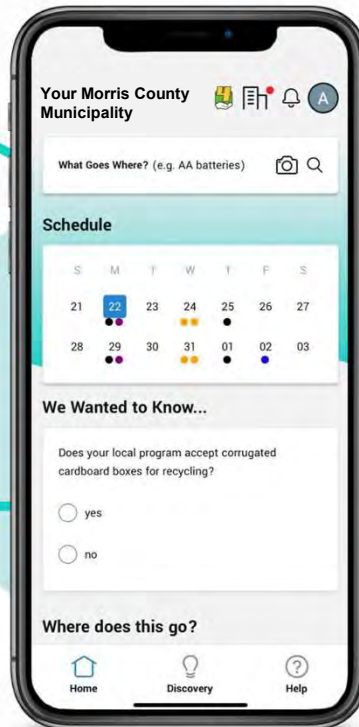 Your Morris County
Municipality
A
What Goes Where? (e.g. AA batteries)
Schedule
S M T W T F S
21 22 23 24 25 26 27
28 29 30 31 01 02 03
We Wanted to Know...
Does your local program accept corrugated
cardboard boxes for recycling?
yes
no
Where does this go?
Home Discovery Help